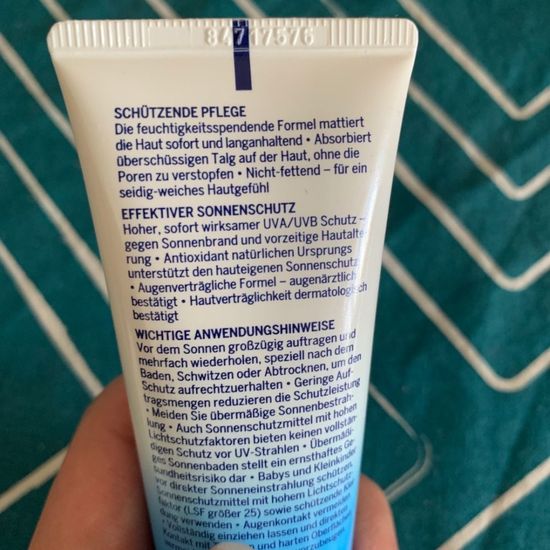 84717576
SCHÜTZENDE PFLEGE
Die feuchtigkeitsspendende Formel mattiert
die Haut sofort und langanhaltend • Absorbiert
überschüssigen Talg auf der Haut, ohne die
Poren zu verstopfen • Nicht-fettend – für ein
seidig-weiches Hautgefühl
EFFEKTIVER SONNENSCHUTZ
Hoher, sofort wirksamer UVA/UVB Schutz –
gegen Sonnenbrand und vorzeitige Hautalte-
rung • Antioxidant natürlichen Ursprungs
unterstützt den hauteigenen Sonnenschutz
• Augenverträgliche Formel – augenärztlich
bestätigt • Hautverträglichkeit dermatologisch
bestätigt
WICHTIGE ANWENDUNGSHINWEISE
Vor dem Sonnen großzügig auftragen und
mehrfach wiederholen, speziell nach dem
Baden, Schwitzen oder Abtrocknen, um den
Schutz aufrechtzuerhalten • Geringe Auf-
tragsmengen reduzieren die Schutzleistung
• Meiden Sie übermäßige Sonnenbestrah-
lung • Auch Sonnenschutzmittel mit hohen
Lichtschutzfaktoren bieten keinen vollstän-
digen Schutz vor UV-Strahlen • Übermäßi-
ges Sonnenbaden stellt ein ernsthaftes Ge-
sundheitsrisiko dar • Babys und Kleinkinder
vor direkter Sonneneinstrahlung schützen,
Sonnenschutzmittel mit hohem Lichtschutz-
faktor (LSF größer 25) sowie schützende Klei-
dung verwenden • Augenkontakt vermeiden
• Vollständig einziehen lassen und direkten
Kontakt mit und harten Oberflächen